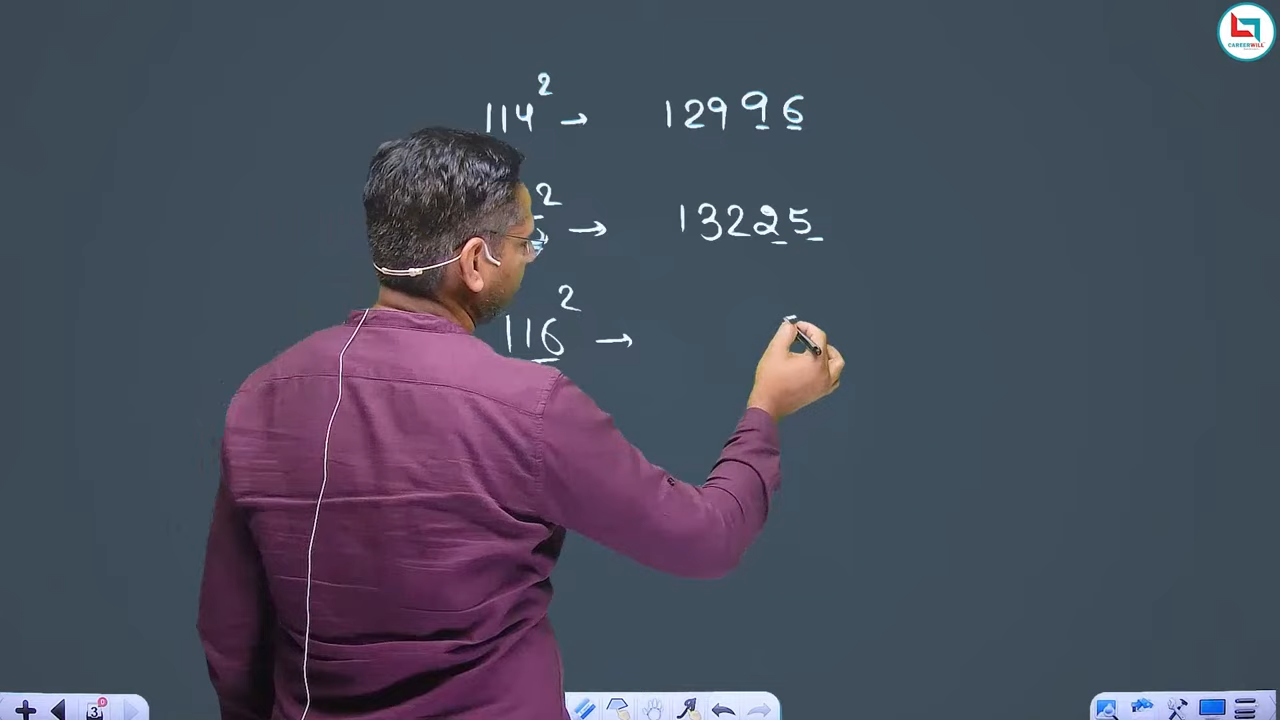 CAREERWILL
114² → 12996
² → 13225
116² →
3